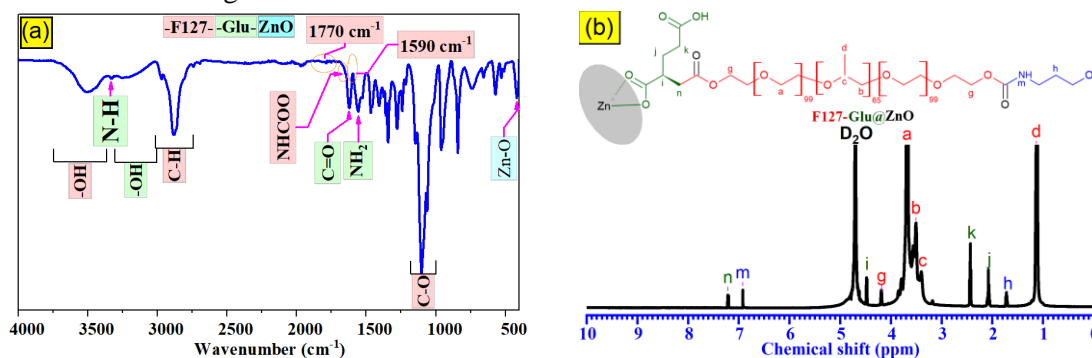 (a)
-F127- -Glu- ZnO
1770 cm-1
1590 cm-1
N-H
-OH
-OH
C-H
NHCOO
C=O
NH2
C-O
Zn-O
4000 3500 3000 2500 2000 1500 1000 500
Wavenumber (cm-1)
(b)
O
OH
j
k
i
n
O
O
Zn
O
O
g
O
a
99
O
d
c
b
65
O
99
O
g
O
O
NH
m
h
O
F127-Glu@ZnO
D2O
a
d
b
c
k
i
g
j
h
n
m
10 9 8 7 6 5 4 3 2 1
Chemical shift (ppm)